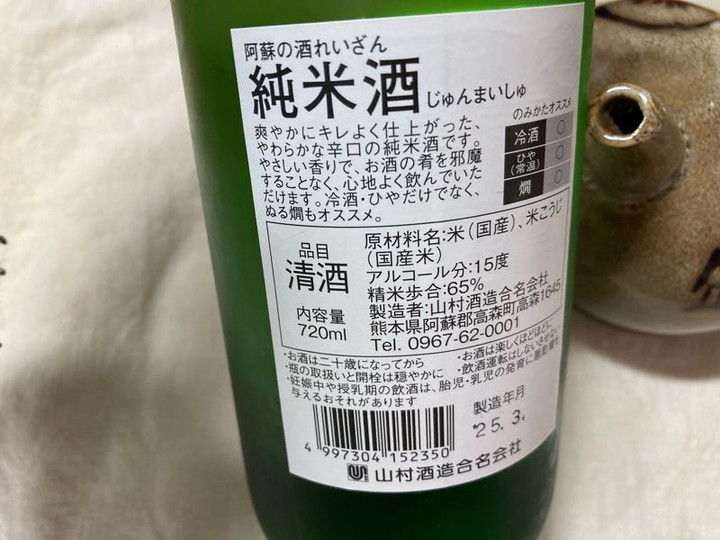 阿蘇の酒れいざん
純米酒じゅんまいしゅ
爽やかにキレよく仕上がった、
やわらかな辛口の純米酒です。
やさしい香りで、お酒の肴を邪魔
することなく、心地よく飲んでいた
だけます。冷酒・ひやだけでなく、
ぬる燗もオススメ。
のみかたオススメ
冷酒 ○
ひや(常温) ○
燗 ○
品目
清酒
内容量
720ml
原材料名:米(国産)、米こうじ
(国産米)
アルコール分:15度
精米歩合:65%
製造者:山村酒造合名会社
熊本県阿蘇郡高森町高森1645
Tel. 0967-62-0001
・お酒は二十歳になってから
・お酒は楽しくほどほどに
・瓶の取扱いと開栓は穏やかに
・飲酒運転はしないさせない
・妊娠中や授乳期の飲酒は、胎児・乳児の発育に悪影響を
与えるおそれがあります
製造年月
'25.3.
4 997304 152350
山村酒造合名会社